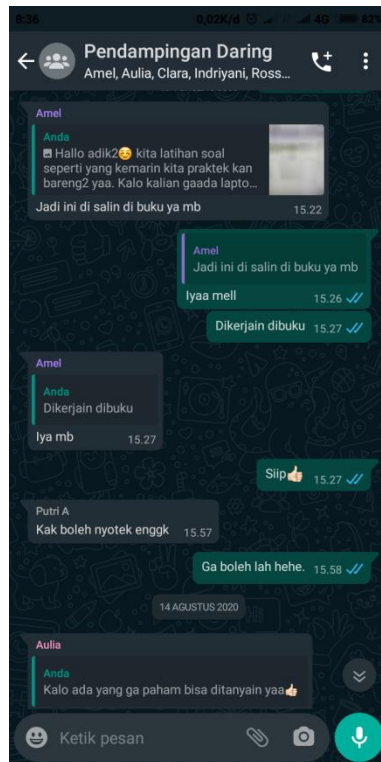 8:36
0,02K/d
4G
82%
Pendampingan Daring
Amel, Aulia, Clara, Indriyani, Ross...
Amel
Anda
Hallo adik2☺️ kita latihan soal
seperti yang kemarin kita praktek kan
bareng2 yaa. Kalo kalian gaada lapto...
Jadi ini di salin di buku ya mb
15.22
Amel
Jadi ini di salin di buku ya mb
Iyaa mell
15.26
Dikerjain dibuku 15.27
Amel
Anda
Dikerjain dibuku
Iya mb
15.27
Siip👍🏻 15.27
Putri A
Kak boleh nyotek enggk 15.57
Ga boleh lah hehe. 15.58
14 AGUSTUS 2020
Aulia
Anda
Kalo ada yang ga paham bisa ditanyain yaa👍🏻
Ketik pesan